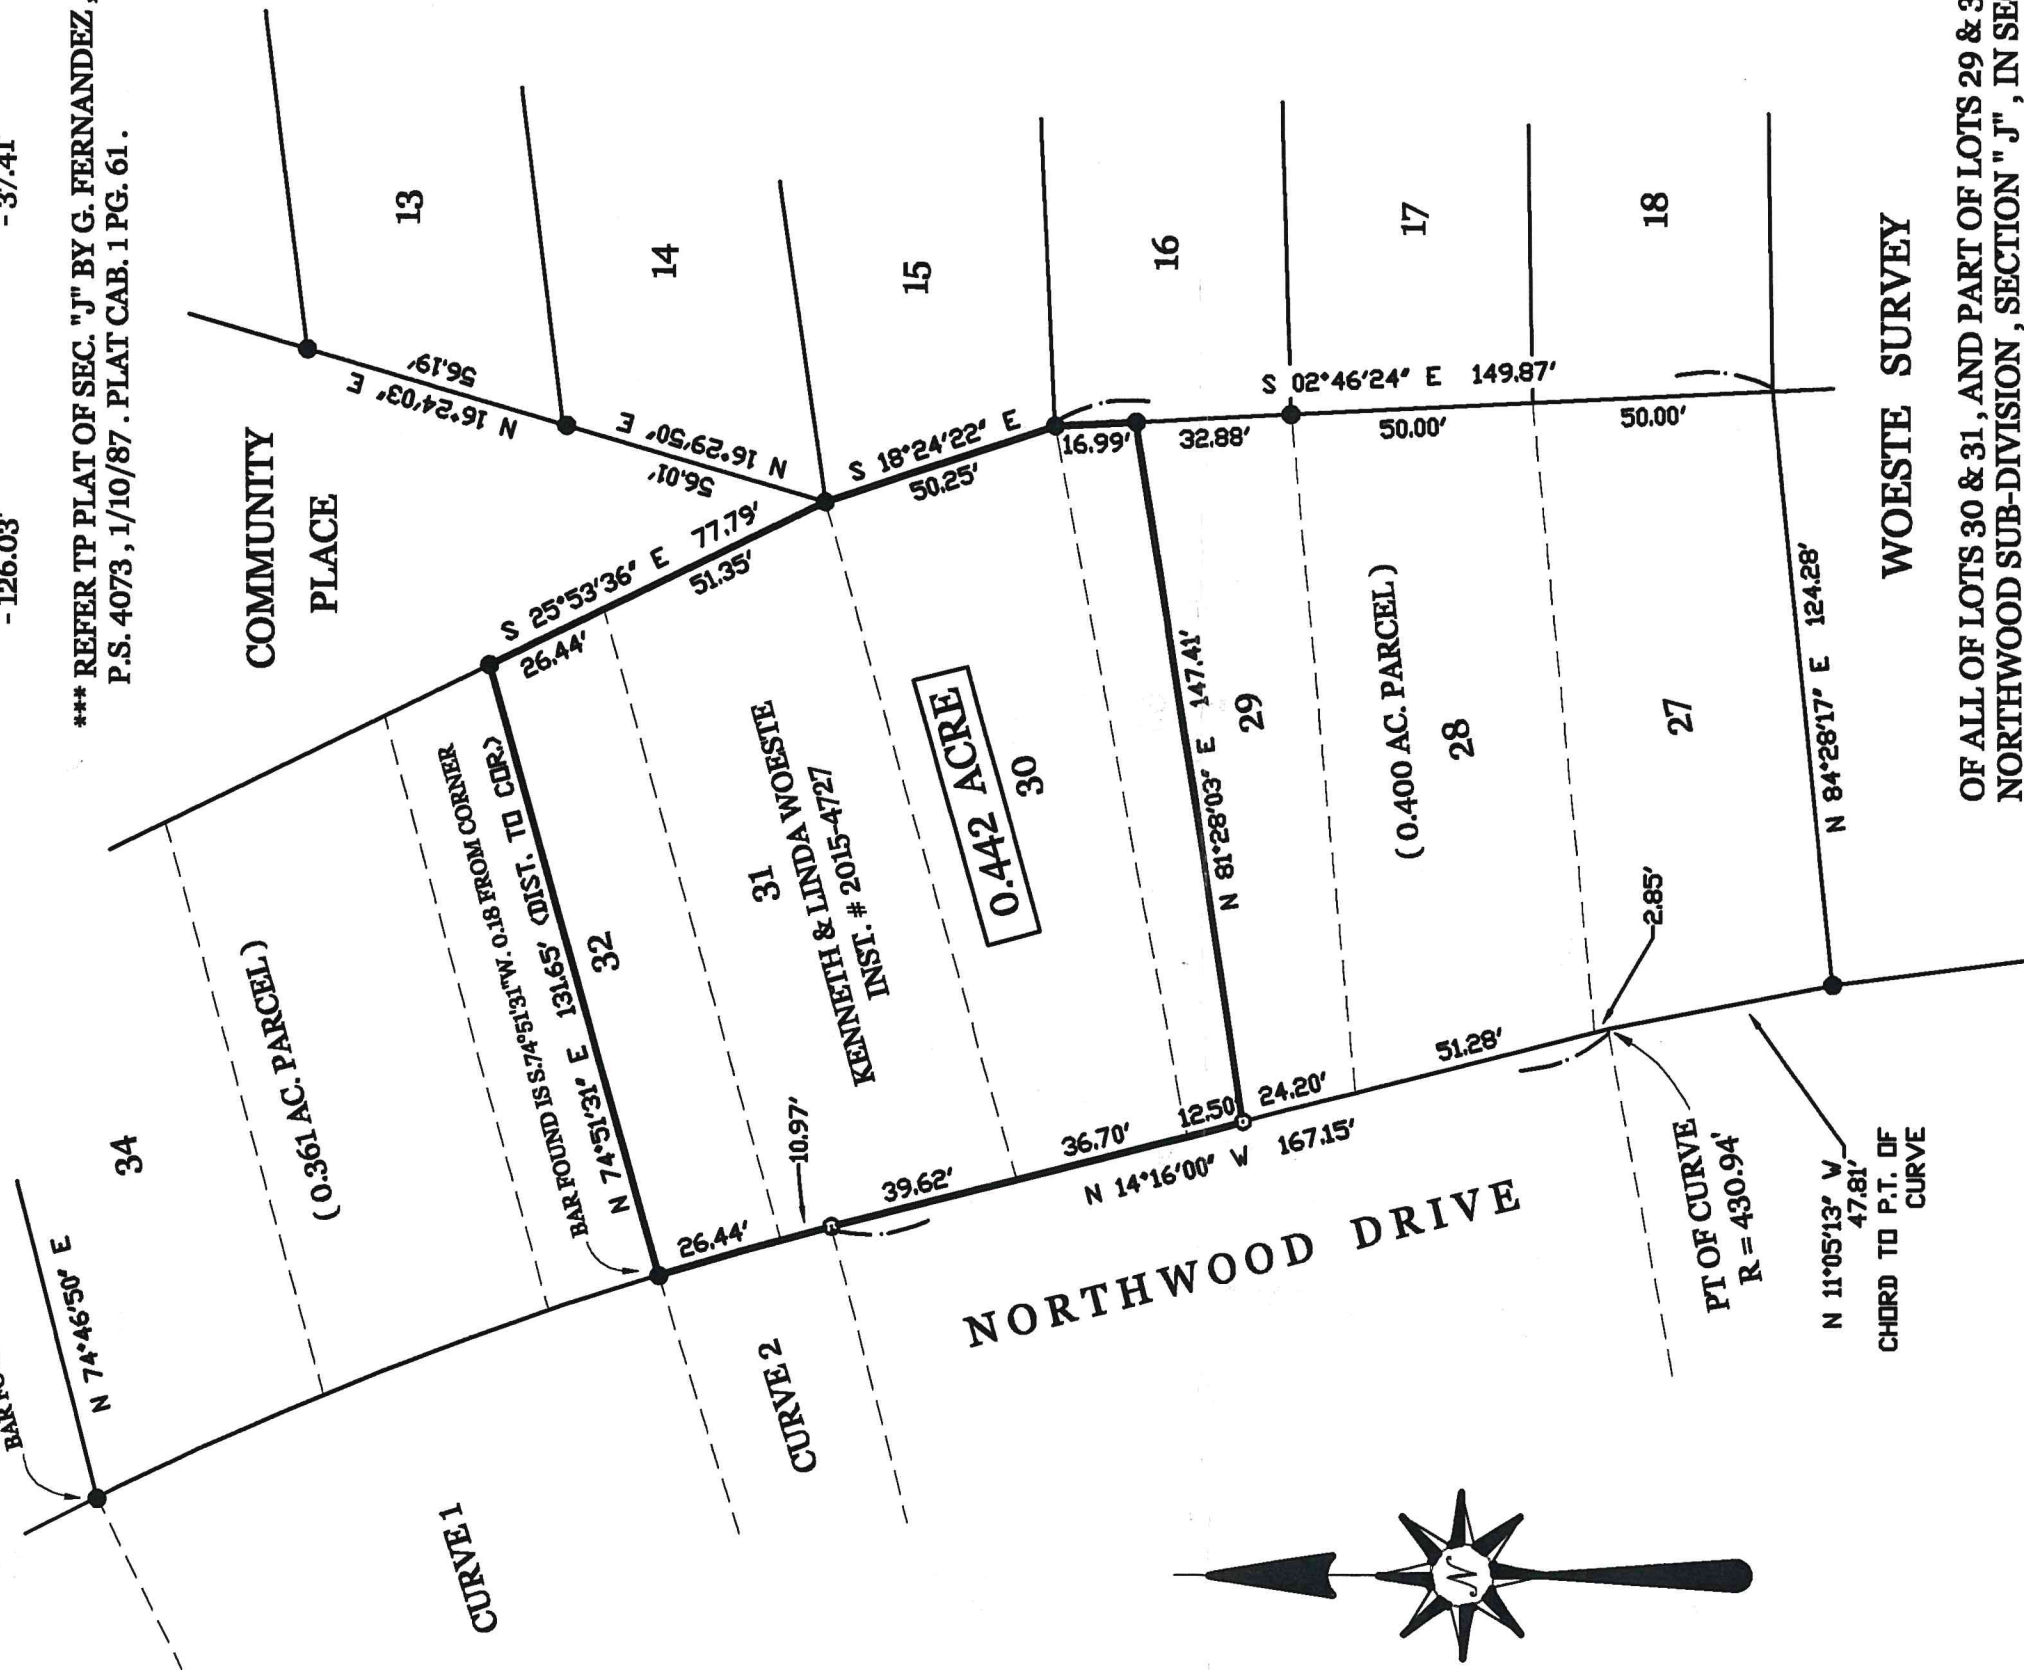 -126.03'
-37.41'
*** REFER TP PLAT OF SEC. "J" BY G. FERNANDEZ,
P.S. 4073, 1/10/87. PLAT CAB. 1 PG. 61.
COMMUNITY
PLACE
N 16°24'03" E
56.19'
N 16°29'50" E
56.01'
13
14
15
16
17
18
34
N 74°46'50" E
( 0.361 AC. PARCEL )
BAR FOUND IS S.74°51'31"W. 0.18 FROM CORNER
N 74°51'31" E 131.65' (DIST. TO COR.)
S 25°53'36" E 77.79'
26.44'
51.35'
S 18°24'22" E
50.25'
16.99'
32.88'
S 02°46'24" E 149.87'
50.00'
50.00'
32
31
KENNETH & LINDA WOESTE
INST. # 2015-4727
0.442 ACRE
30
N 81°28'03" E 147.41'
29
( 0.400 AC. PARCEL )
28
27
N 84°28'17" E 124.28'
26.44'
10.97'
39.62'
36.70'
12.50'
24.20'
51.28'
2.85'
N 14°16'00" W 167.15'
NORTHWOOD DRIVE
CURVE 1
CURVE 2
PT OF CURVE
R = 430.94'
N 11°05'13" W
47.81'
CHORD TO P.T. OF
CURVE
N
WOESTE SURVEY
OF ALL OF LOTS 30 & 31, AND PART OF LOTS 29 & 3
NORTHWOOD SUB-DIVISION, SECTION "J", IN SE